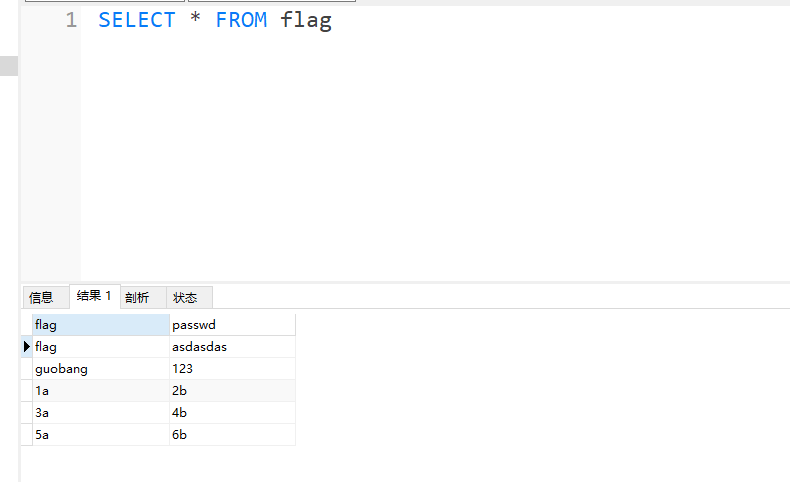 1 SELECT * FROM flag
信息 结果 1 剖析 状态
flag passwd
flag asdasdas
guobang 123
1a 2b
3a 4b
5a 6b